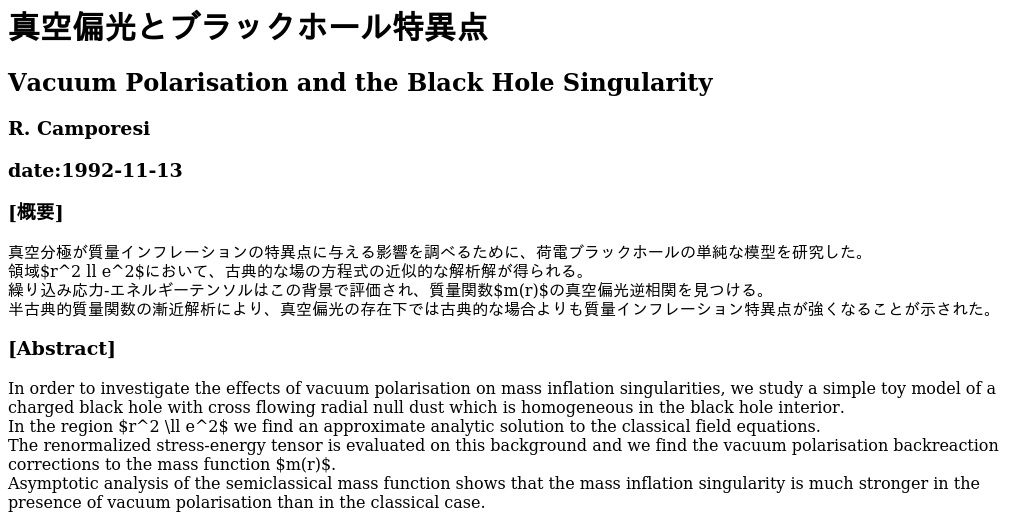 真空偏光とブラックホール特異点
Vacuum Polarisation and the Black Hole Singularity
R. Camporesi
date:1992-11-13
[概要]
真空分極が質量インフレーションの特異点に与える影響を調べるために、荷電ブラックホールの単純な模型を研究した。
領域$r^2 ll e^2$において、古典的な場の方程式の近似的な解析解が得られる。
繰り込み応力-エネルギーテンソルはこの背景で評価され、質量関数$m(r)$の真空偏光逆相関を見つける。
半古典的質量関数の漸近解析により、真空偏光の存在下では古典的な場合よりも質量インフレーション特異点が強くなることが示された。
[Abstract]
In order to investigate the effects of vacuum polarisation on mass inflation singularities, we study a simple toy model of a
charged black hole with cross flowing radial null dust which is homogeneous in the black hole interior.
In the region $r^2 \ll e^2$ we find an approximate analytic solution to the classical field equations.
The renormalized stress-energy tensor is evaluated on this background and we find the vacuum polarisation backreaction
corrections to the mass function $m(r)$.
Asymptotic analysis of the semiclassical mass function shows that the mass inflation singularity is much stronger in the
presence of vacuum polarisation than in the classical case.